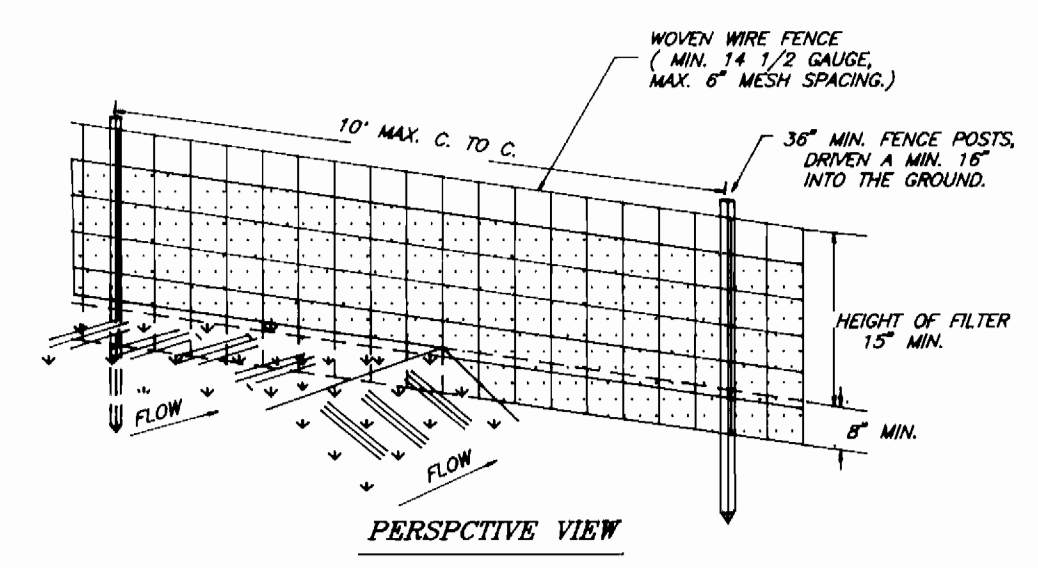 WOVEN WIRE FENCE
( MIN. 14 1/2 GAUGE,
MAX. 6" MESH SPACING.)
10' MAX. C. TO C.
36" MIN. FENCE POSTS,
DRIVEN A MIN. 16"
INTO THE GROUND.
HEIGHT OF FILTER
15" MIN.
8" MIN.
FLOW
FLOW
PERSPCTIVE VIEW